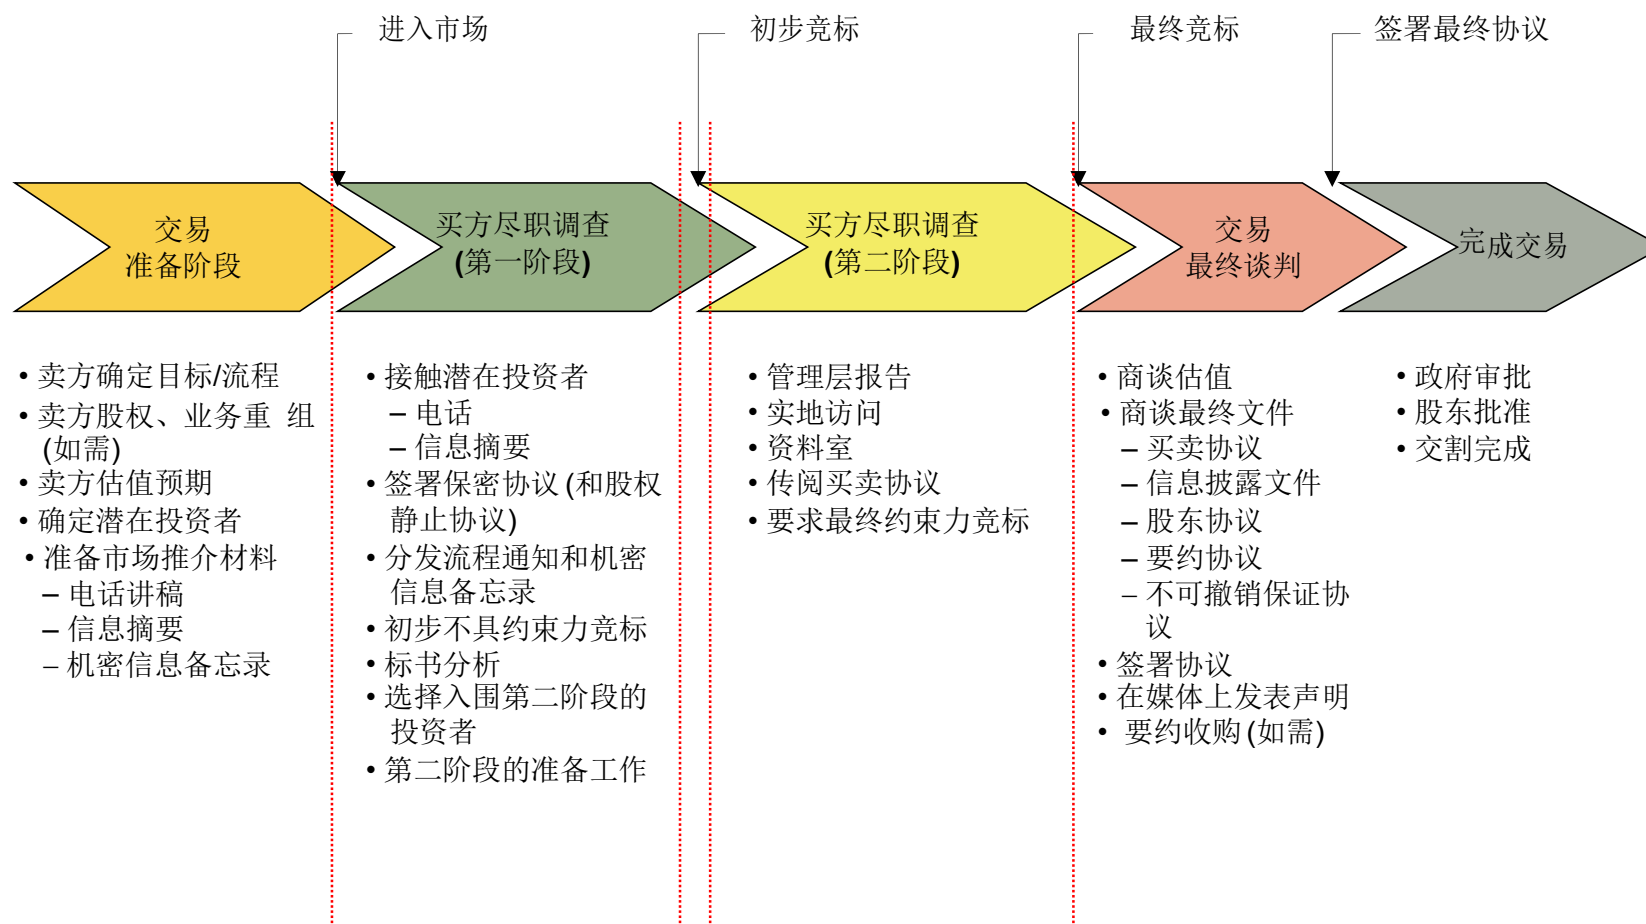 进入市场
初步竞标
最终竞标
签署最终协议
交易
准备阶段
买方尽职调查
(第一阶段)
买方尽职调查
(第二阶段)
交易
最终谈判
完成交易
• 卖方确定目标/流程
• 卖方股权、业务重 组
(如需)
• 卖方估值预期
• 确定潜在投资者
• 准备市场推介材料
– 电话讲稿
– 信息摘要
– 机密信息备忘录
• 接触潜在投资者
– 电话
– 信息摘要
• 签署保密协议 (和股权
静止协议)
• 分发流程通知和机密
信息备忘录
• 初步不具约束力竞标
• 标书分析
• 选择入围第二阶段的
投资者
• 第二阶段的准备工作
• 管理层报告
• 实地访问
• 资料室
• 传阅买卖协议
• 要求最终约束力竞标
• 商谈估值
• 商谈最终文件
– 买卖协议
– 信息披露文件
– 股东协议
– 要约协议
– 不可撤销保证协
议
• 签署协议
• 在媒体上发表声明
• 要约收购 (如需)
• 政府审批
• 股东批准
• 交割完成